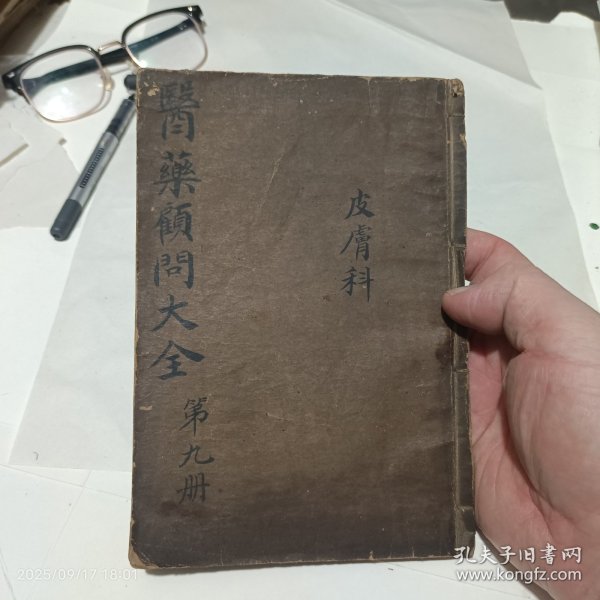 醫藥顧問大全
第九册
皮膚科
2025/09/17 18:01
孔夫子旧书网
www.kongfz.com